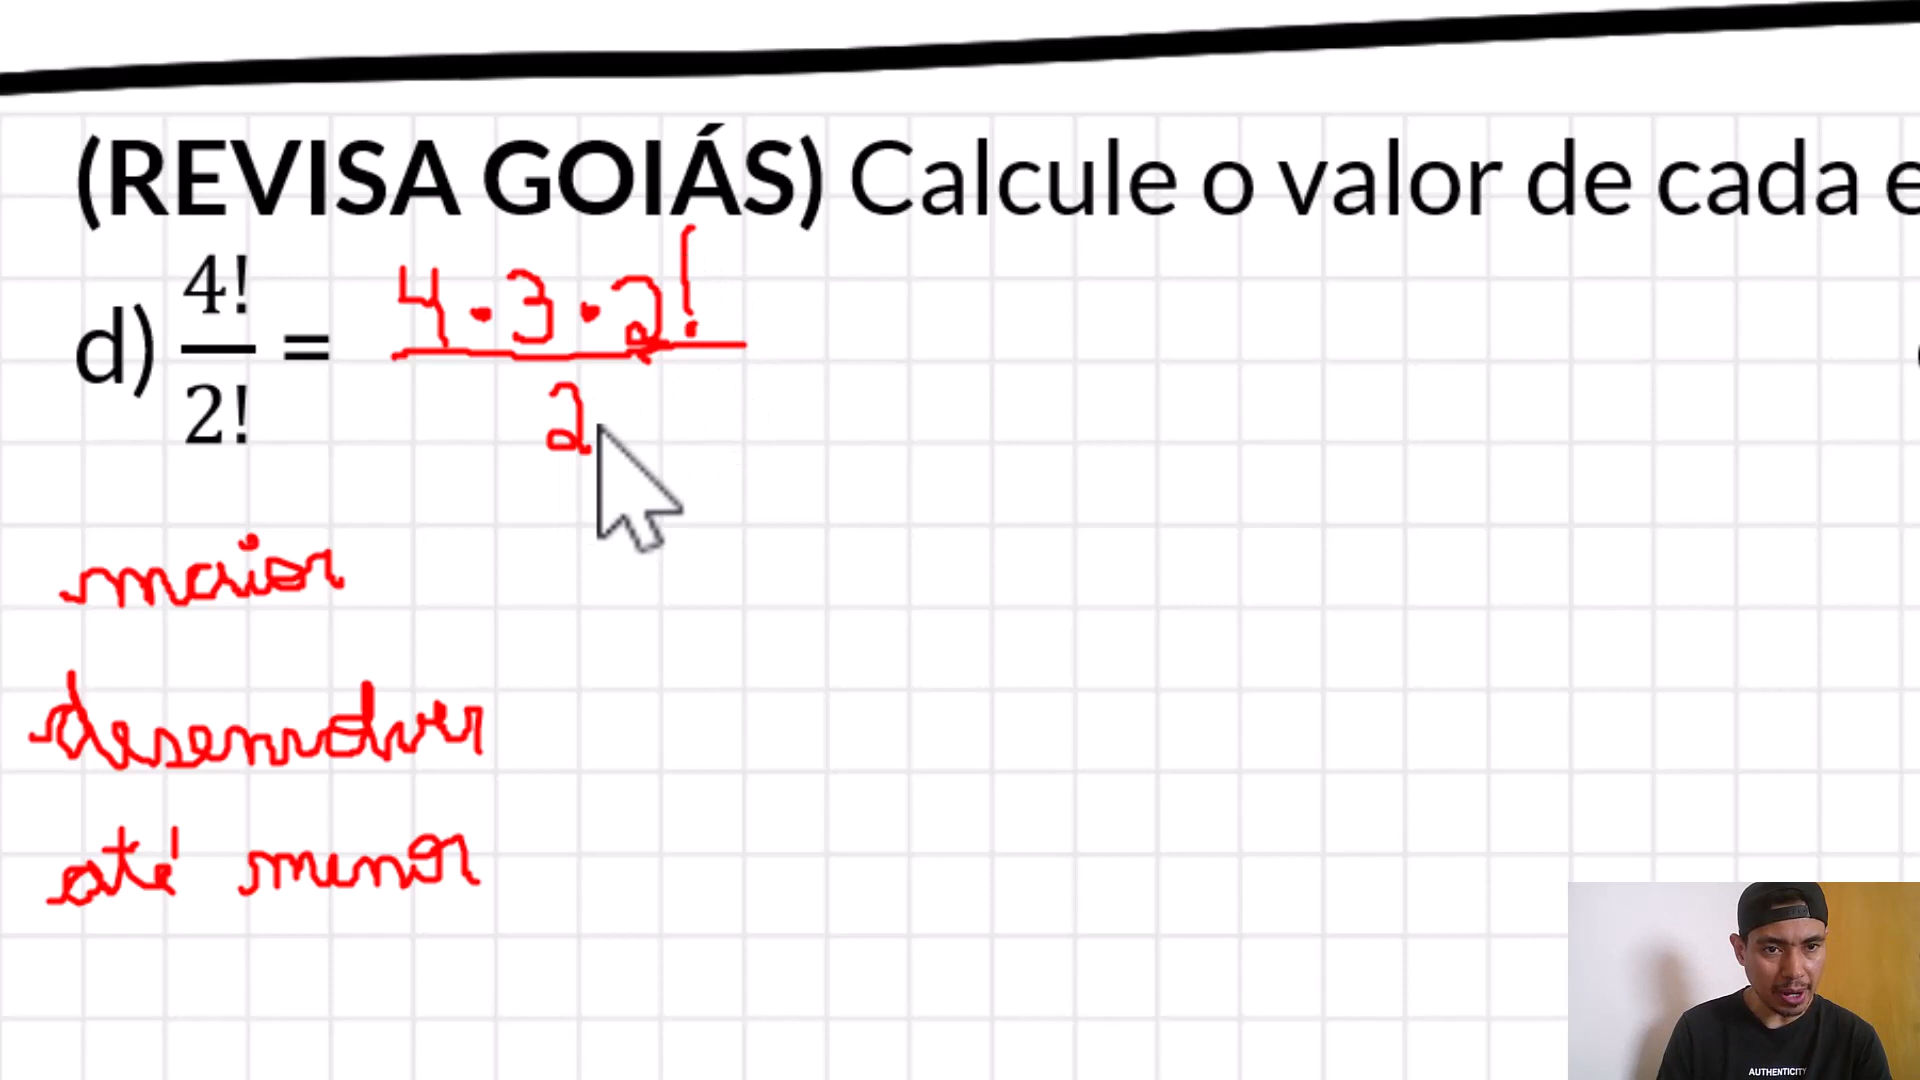 (REVISA GOIÁS) Calcule o valor de cada e
d) 4!/2! = 4 · 3 · 2!/2
maior
desenvolver
até menor
AUTHENTICITY